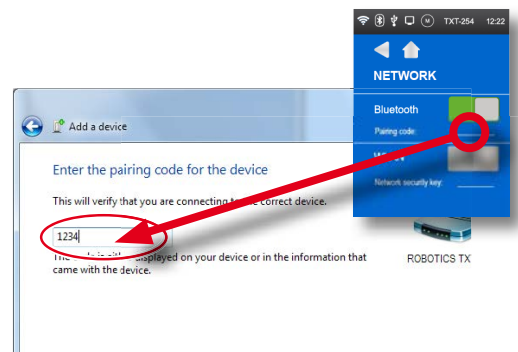 TXT-254 12:22
NETWORK
Bluetooth
Pairing code:
Network security key:
Add a device
Enter the pairing code for the device
This will verify that you are connecting to the correct device.
1234
displayed on your device or in the information that
came with the device.
ROBOTICS TX